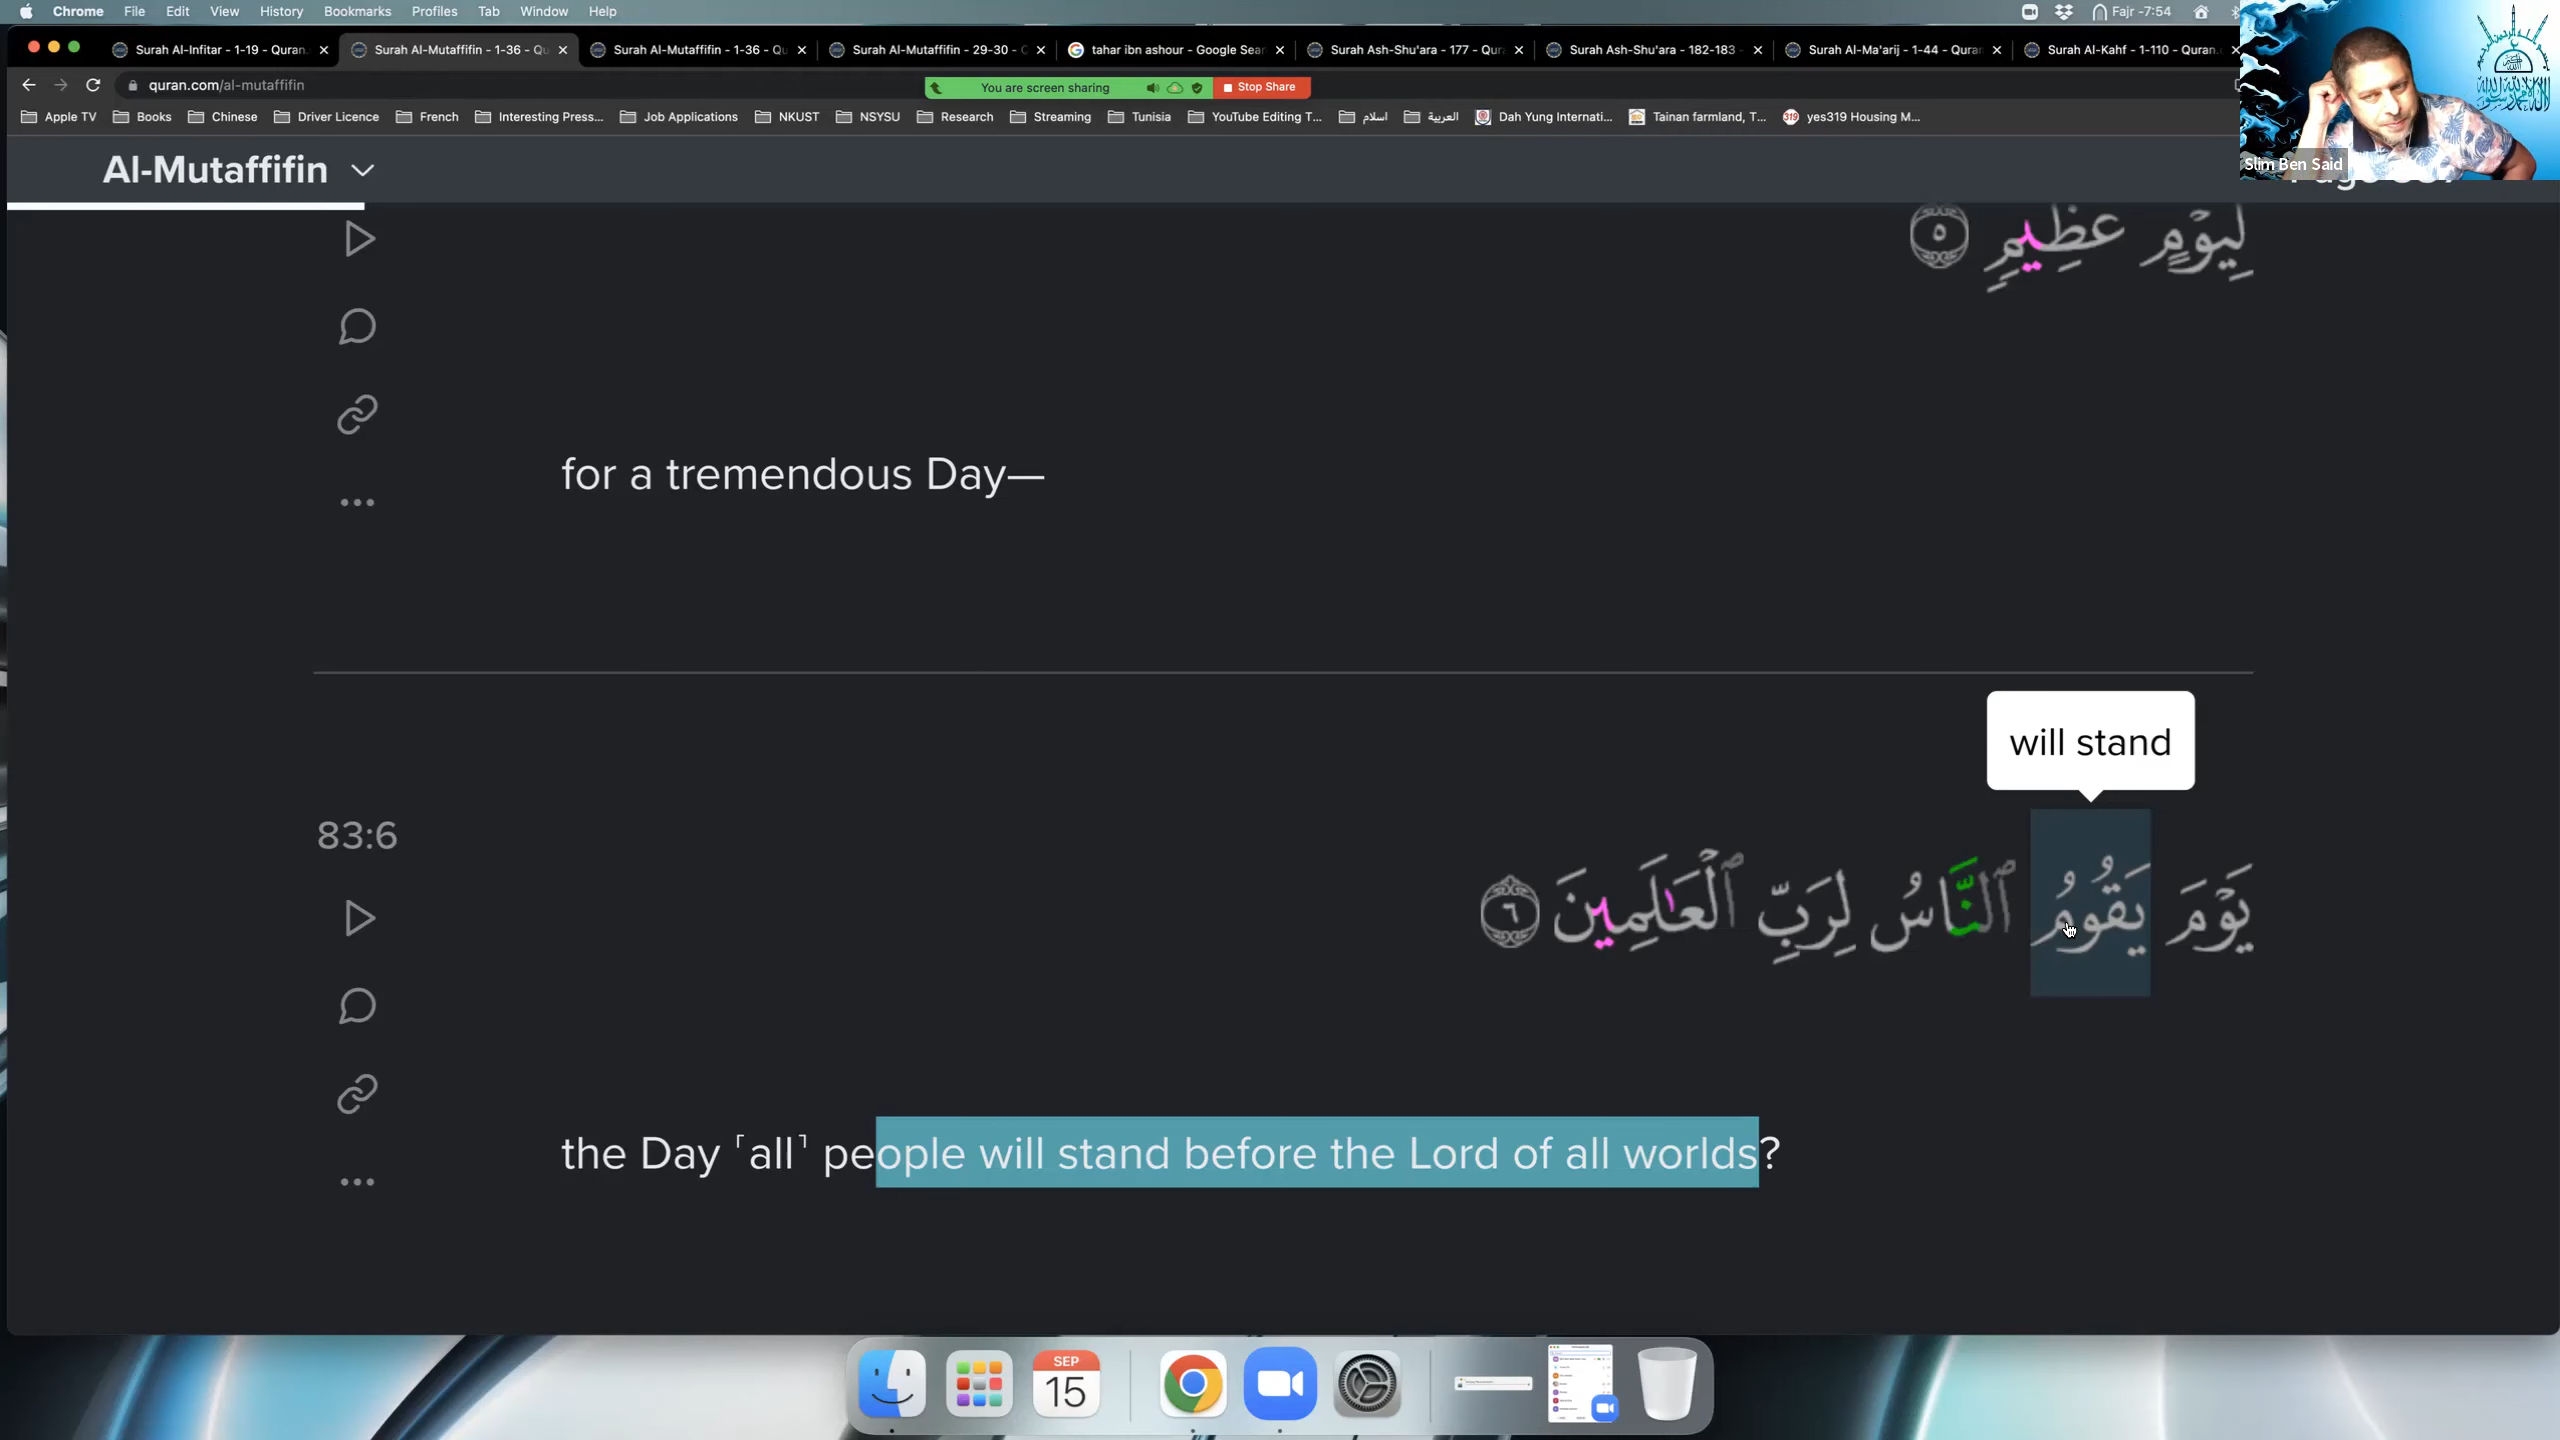 Chrome File Edit View History Bookmarks Profiles Tab Window Help
Fajr -7:54
Surah Al-Infitar - 1-19 - Quran. Surah Al-Mutaffifin - 1-36 - Qu Surah Al-Mutaffifin - 1-36 - Qu Surah Al-Mutaffifin - 29-30 - tahar ibn ashour - Google Sear Surah Ash-Shu'ara - 177 - Qur Surah Ash-Shu'ara - 182-183 - Surah Al-Ma'arij - 1-44 - Quran Surah Al-Kahf - 1-110 - Quran.
quran.com/al-mutaffifin
You are screen sharing Stop Share
Apple TV Books Chinese Driver Licence French Interesting Press... Job Applications NKUST NSYSU Research Streaming Tunisia YouTube Editing T... اسلام العربية Dah Yung Internati... 319 Tainan farmland, T... yes319 Housing M...
Slim Ben Said
Al-Mutaffifin
لِيَوْمٍ عَظِيمٍ ٥
for a tremendous Day—
will stand
83:6
يَوْمَ يَقُومُ ٱلنَّاسُ لِرَبِّ ٱلْعَـٰلَمِينَ ٦
the Day ˹all˺ people will stand before the Lord of all worlds?
SEP
15